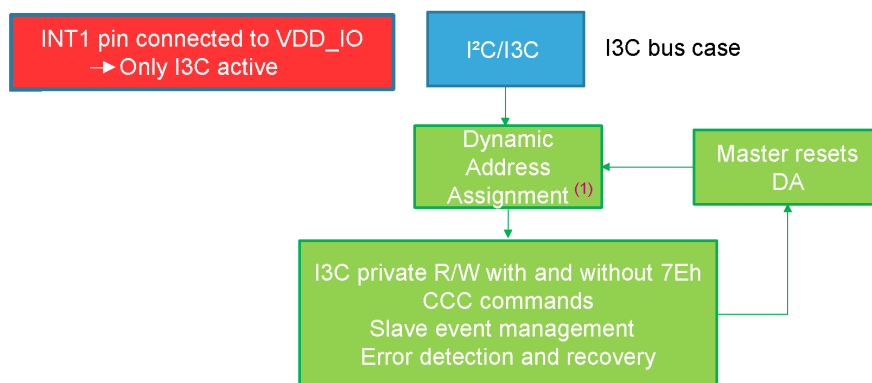 INT1 pin connected to VDD_IO
→ Only I3C active
I²C/I3C
I3C bus case
Dynamic
Address
Assignment (1)
Master resets
DA
I3C private R/W with and without 7Eh
CCC commands
Slave event management
Error detection and recovery